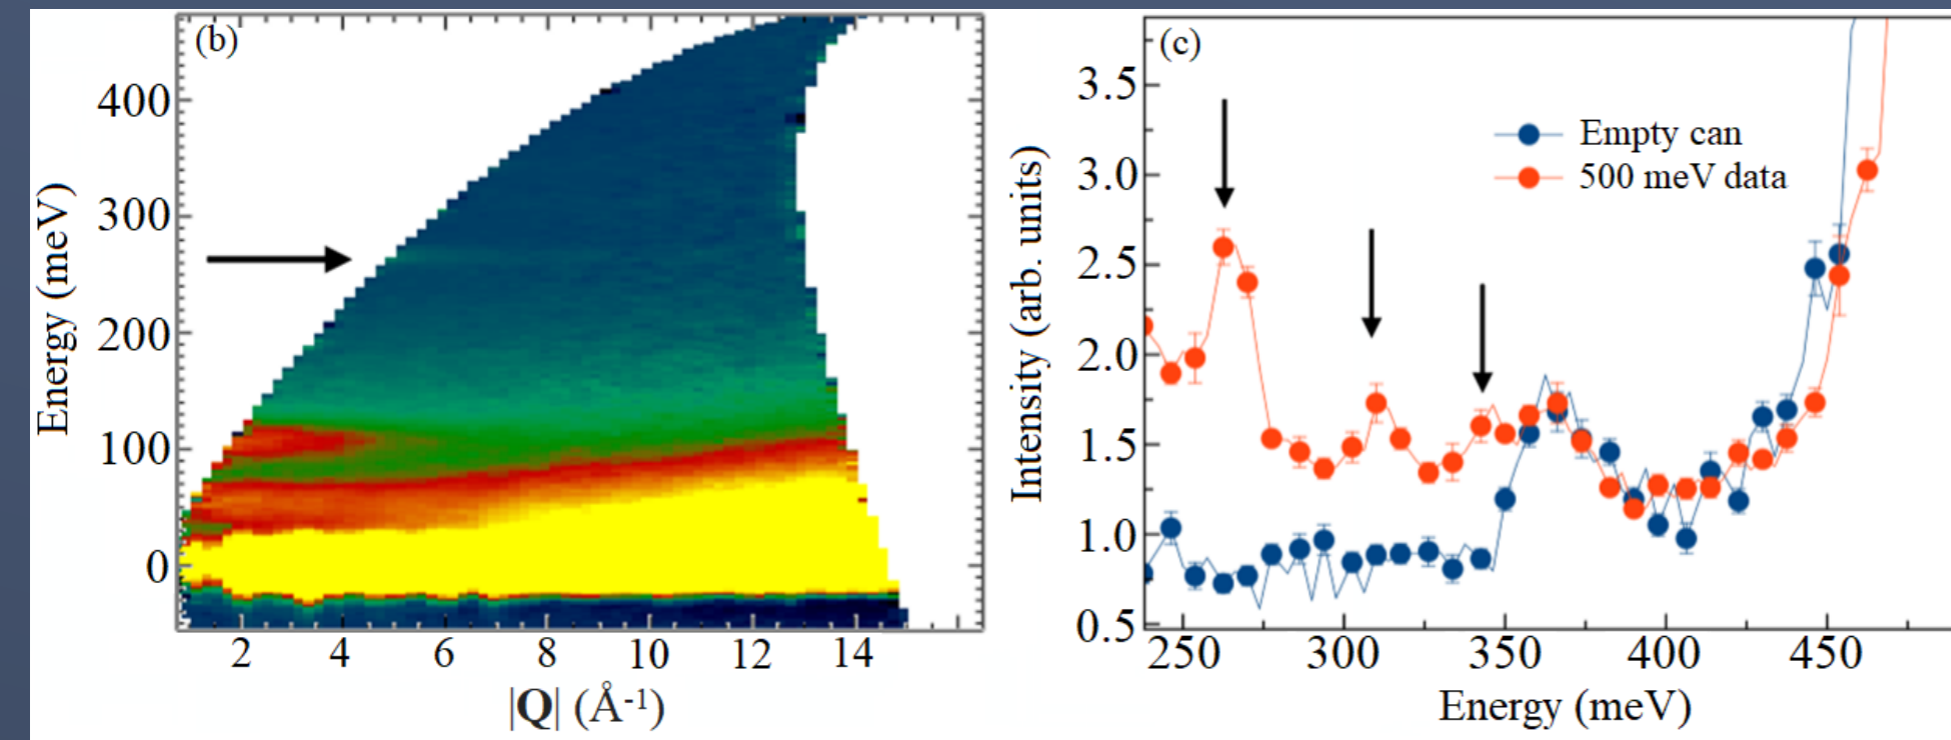 (b)
400
300
200
100
0
Energy (meV)
2 4 6 8 10 12 14
|Q| (Å-1)
(c)
3.5
3.0
2.5
2.0
1.5
1.0
0.5
Intensity (arb. units)
Empty can
500 meV data
250 300 350 400 450
Energy (meV)